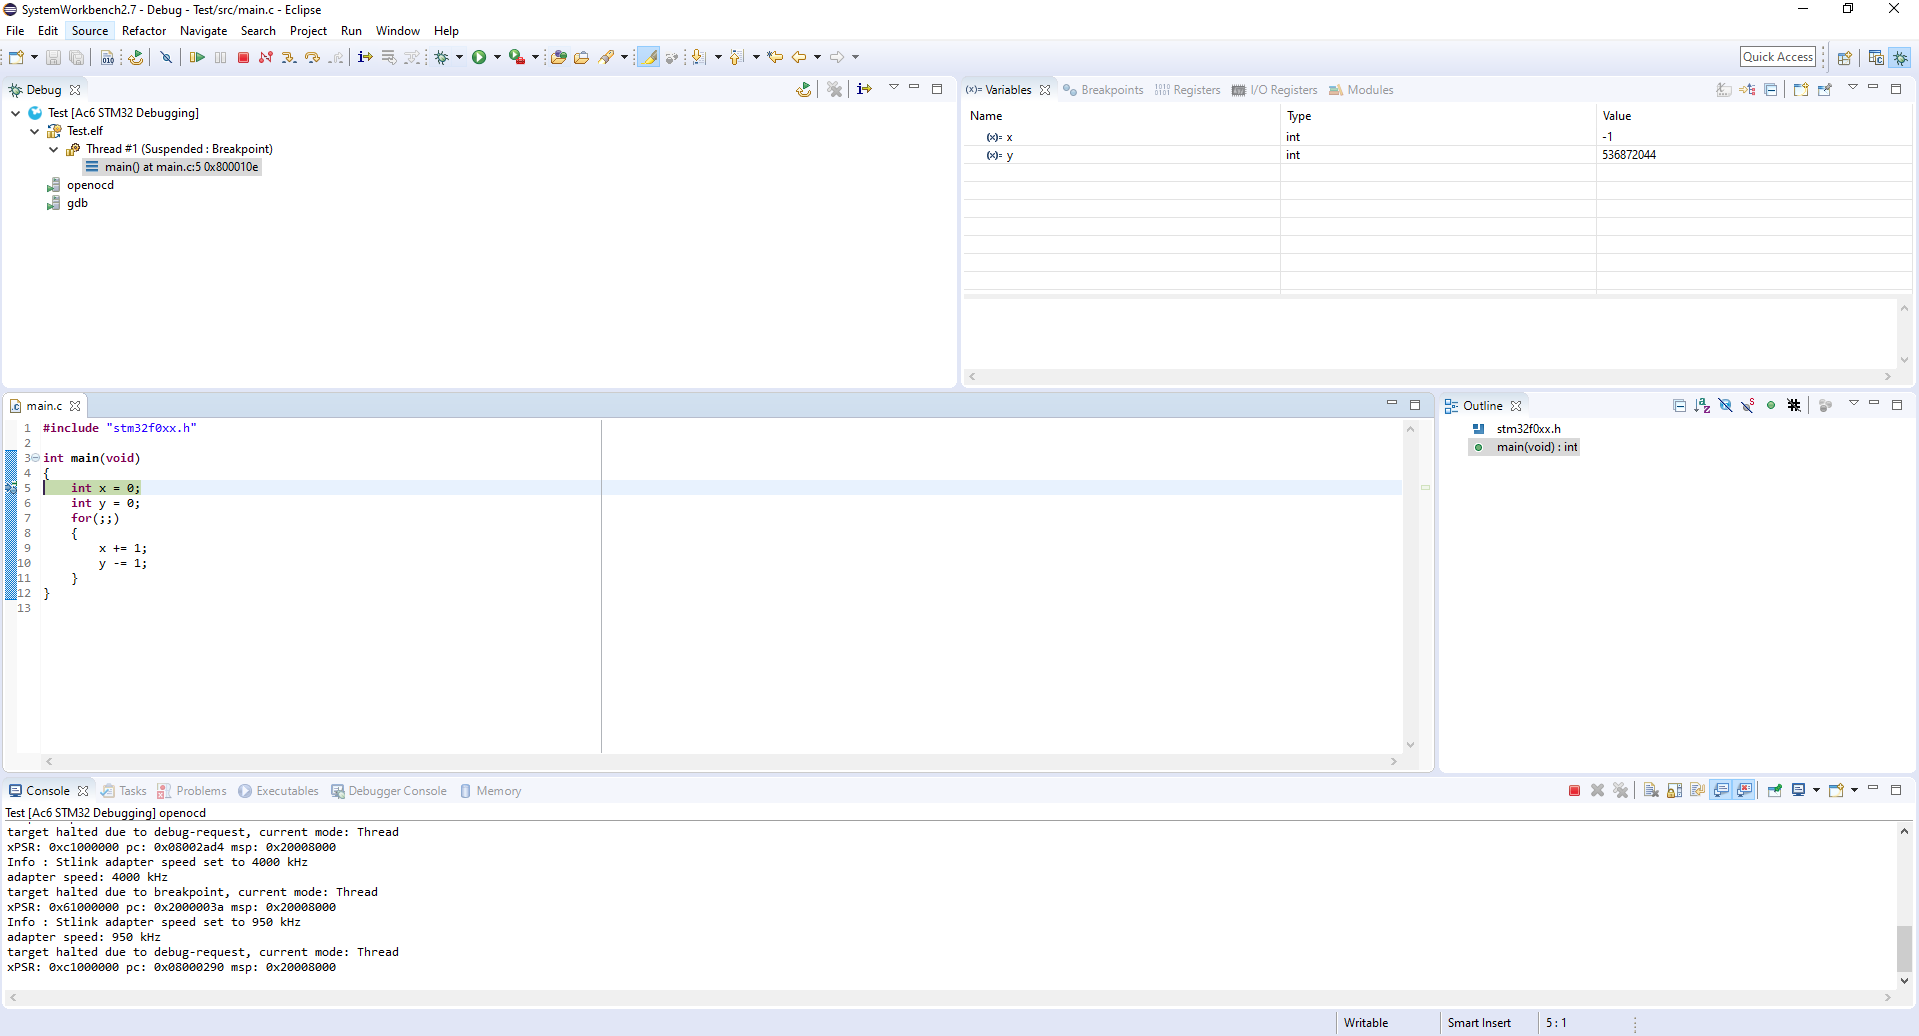 SystemWorkbench2.7 - Debug - Test/src/main.c - Eclipse
File Edit Source Refactor Navigate Search Project Run Window Help
Quick Access
Debug
Test [Ac6 STM32 Debugging]
Test.elf
Thread #1 (Suspended : Breakpoint)
main() at main.c:5 0x800010e
openocd
gdb
(x)= Variables Breakpoints Registers I/O Registers Modules
Name Type Value
(x)= x int -1
(x)= y int 536872044
main.c
1 #include "stm32f0xx.h"
2
3 int main(void)
4 {
5 int x = 0;
6 int y = 0;
7 for(;;)
8 {
9 x += 1;
10 y -= 1;
11 }
12 }
13
Outline
stm32f0xx.h
main(void) : int
Console Tasks Problems Executables Debugger Console Memory
Test [Ac6 STM32 Debugging] openocd
target halted due to debug-request, current mode: Thread
xPSR: 0xc1000000 pc: 0x08002ad4 msp: 0x20008000
Info : Stlink adapter speed set to 4000 kHz
adapter speed: 4000 kHz
target halted due to breakpoint, current mode: Thread
xPSR: 0x61000000 pc: 0x2000003a msp: 0x20008000
Info : Stlink adapter speed set to 950 kHz
adapter speed: 950 kHz
target halted due to debug-request, current mode: Thread
xPSR: 0xc1000000 pc: 0x08000290 msp: 0x20008000
Writable Smart Insert 5 : 1